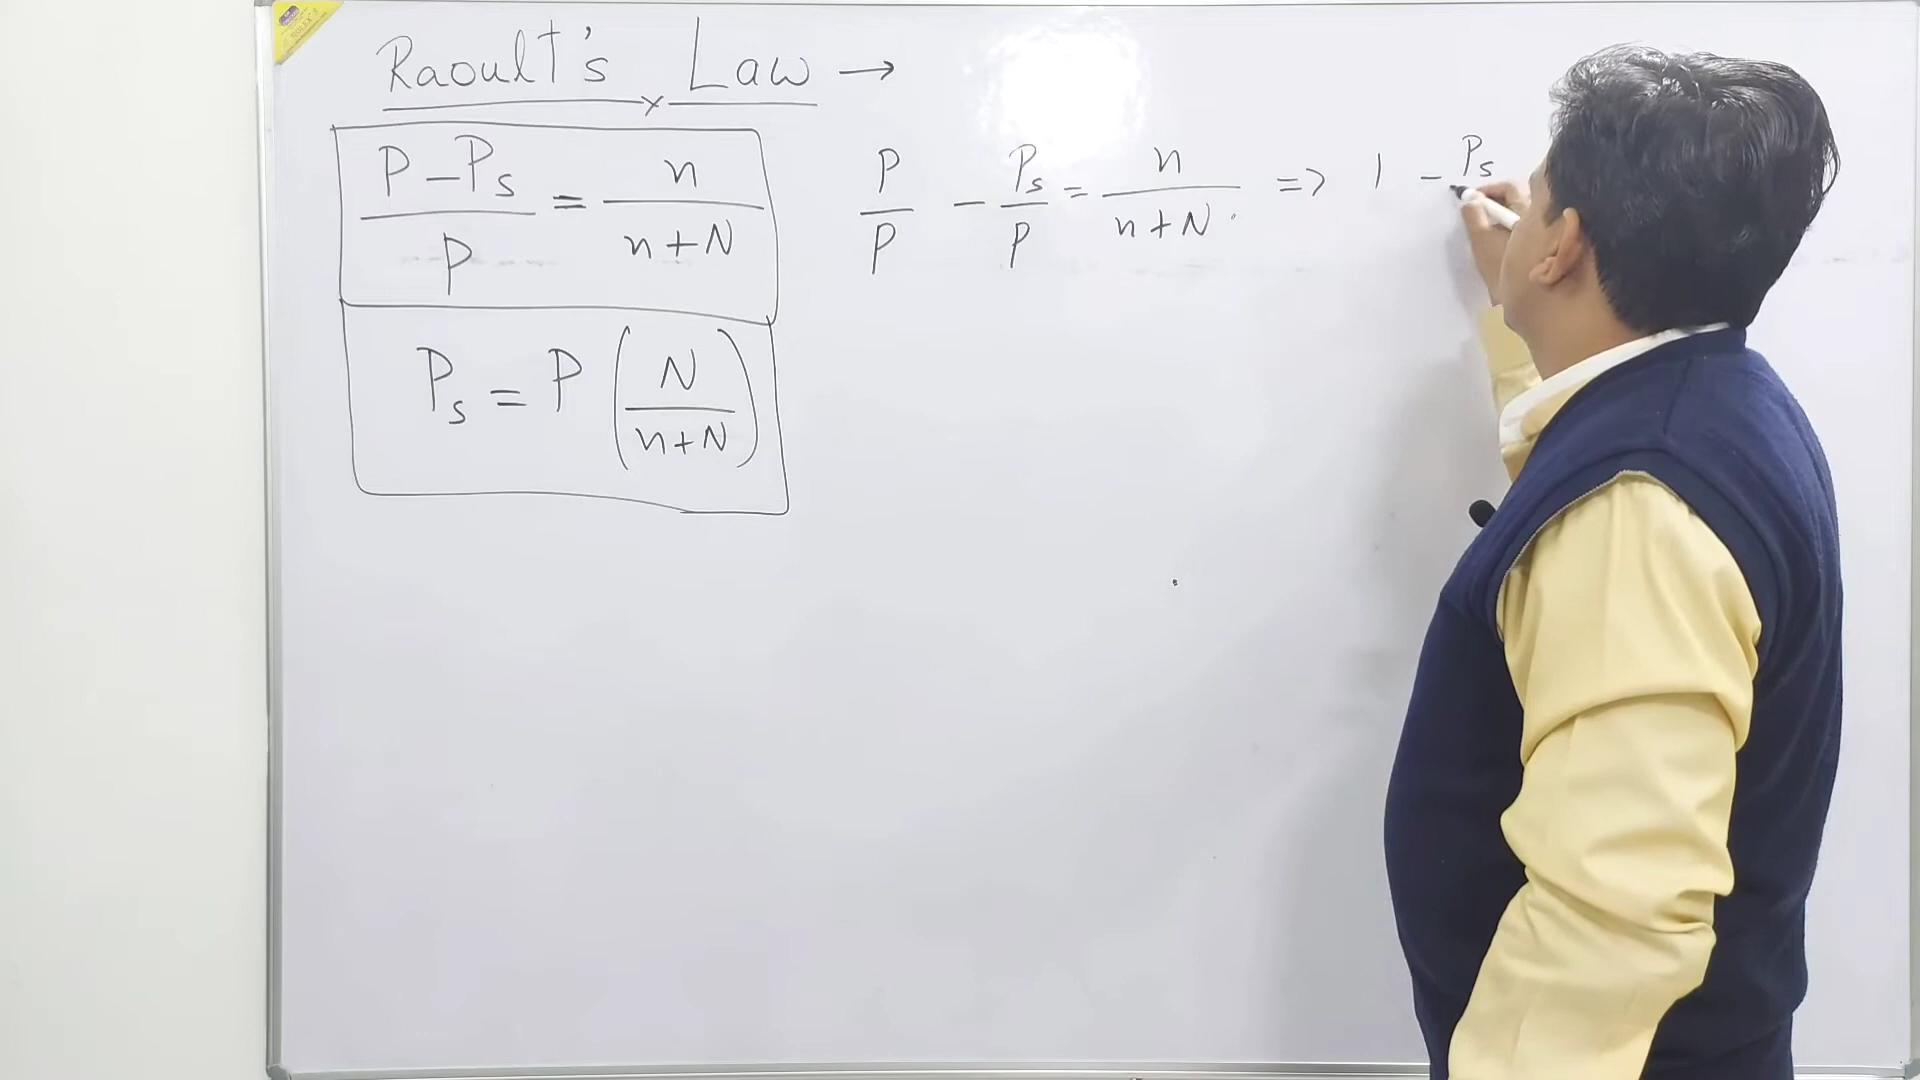 Raoult's Law →
P - Ps / P = n / n + N
P / P - Ps / P = n / n + N . => 1 - Ps
Ps = P ( N / n + N )